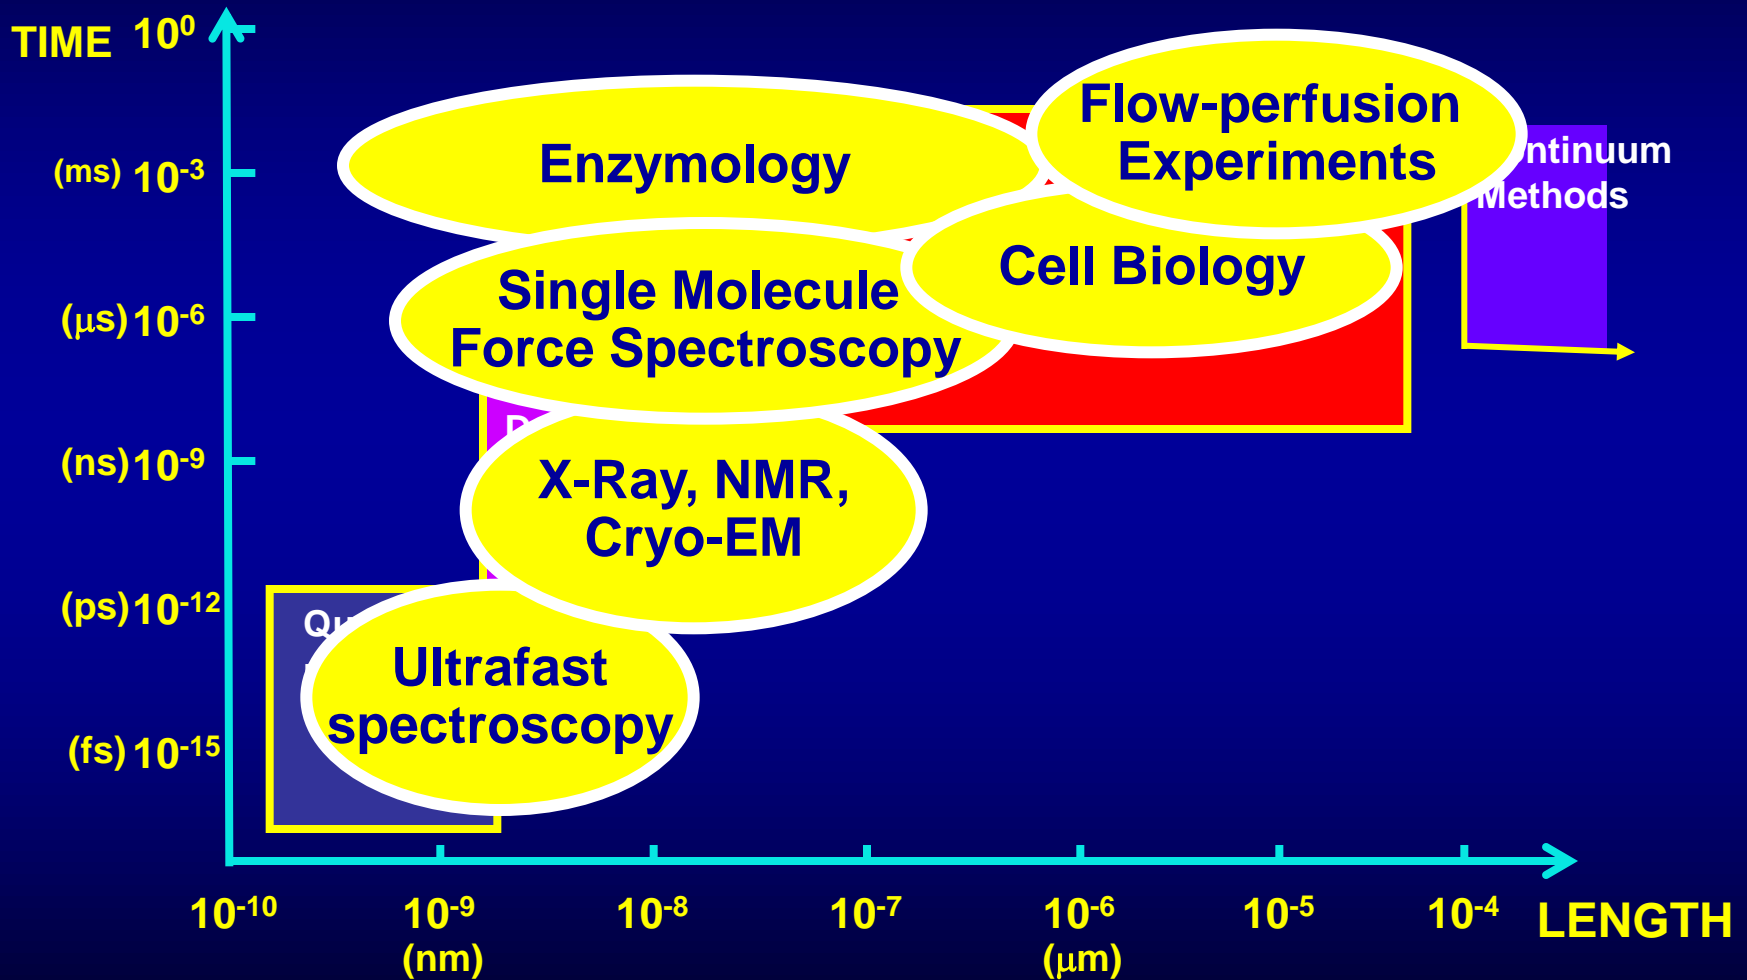 TIME
10⁰
(ms) 10⁻³
(μs) 10⁻⁶
(ns) 10⁻⁹
(ps) 10⁻¹²
(fs) 10⁻¹⁵
Flow-perfusion
Experiments
Enzymology
Methods
Cell Biology
Single Molecule
Force Spectroscopy
X-Ray, NMR,
Cryo-EM
Ultrafast
spectroscopy
10⁻¹⁰ 10⁻⁹ 10⁻⁸ 10⁻⁷ 10⁻⁶ 10⁻⁵ 10⁻⁴ LENGTH
(nm) (μm)